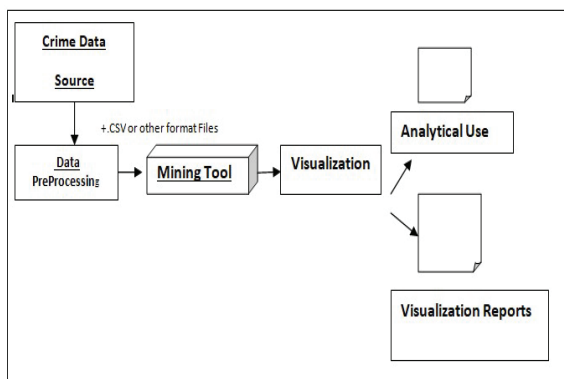 Crime Data
Source
+.CSV or other format Files
Data
PreProcessing
Mining Tool
Visualization
Analytical Use
Visualization Reports